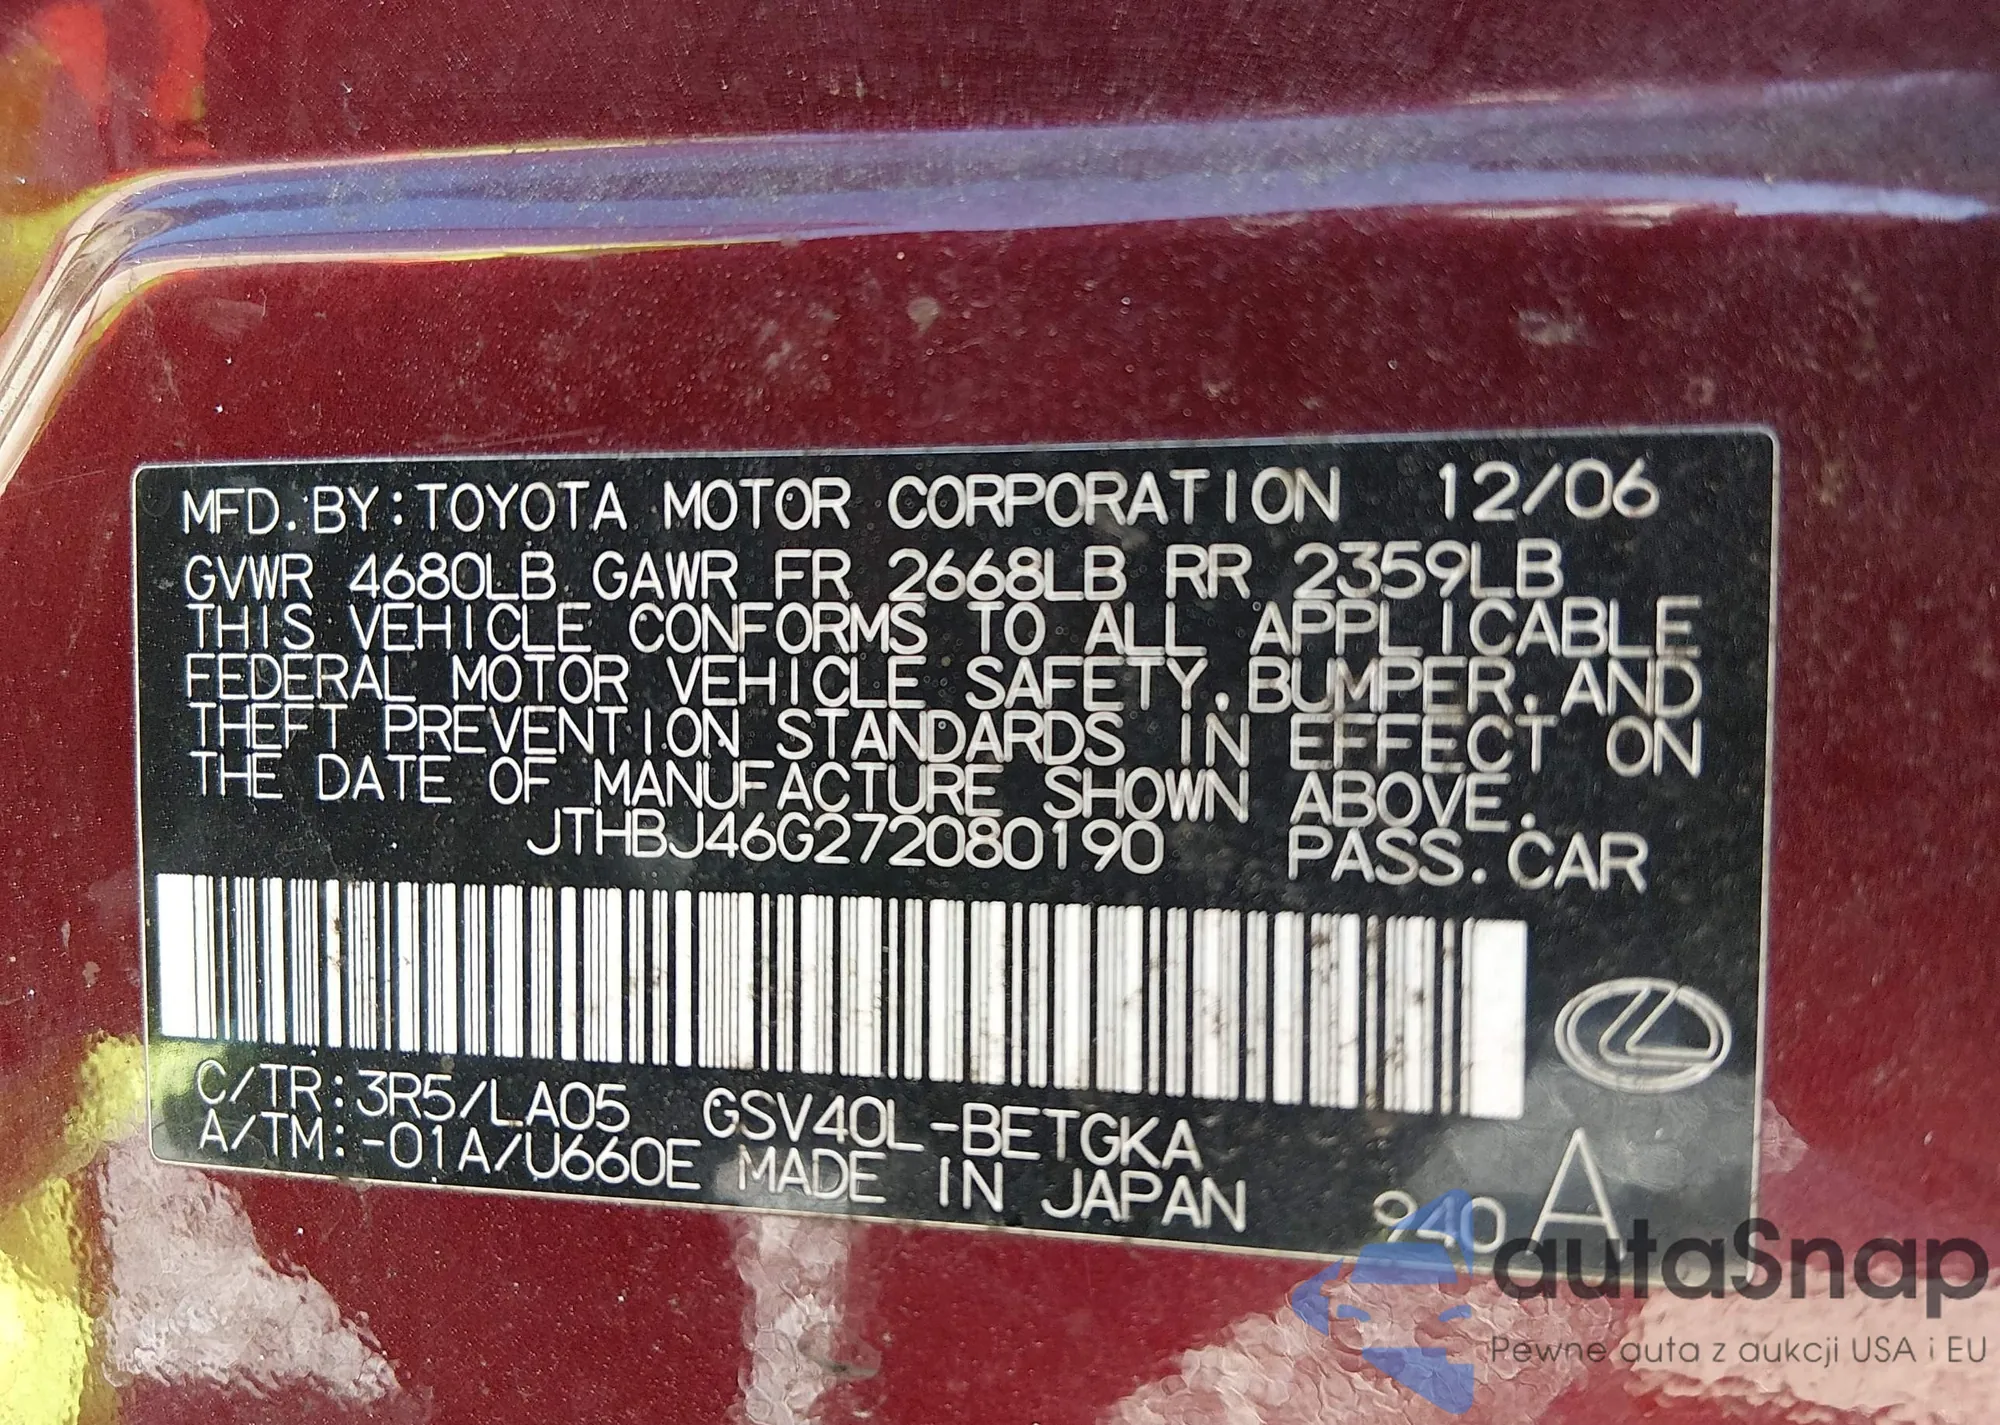 MFD.BY:TOYOTA MOTOR CORPORATION 12/06
GVWR 4680LB GAWR FR 2668LB RR 2359LB
THIS VEHICLE CONFORMS TO ALL APPLICABLE
FEDERAL MOTOR VEHICLE SAFETY,BUMPER,AND
THEFT PREVENTION STANDARDS IN EFFECT ON
THE DATE OF MANUFACTURE SHOWN ABOVE.
JTHBJ46G272080190 PASS.CAR
C/TR:3R5/LA05 GSV40L-BETGKA
A/TM:-01A/U660E MADE IN JAPAN 940 A
autaSnap
Pewne auta z aukcji USA i EU